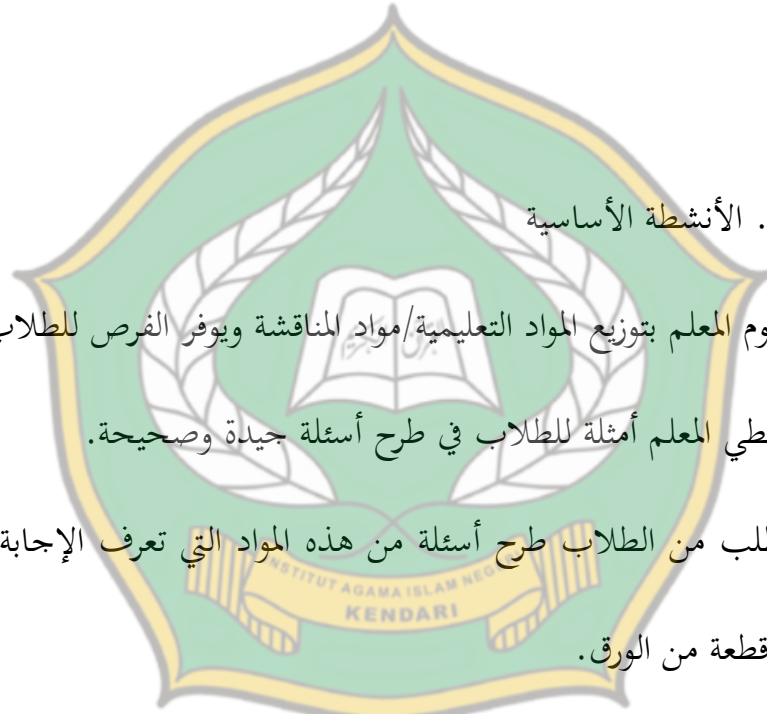 . الأنشطة الأساسية
وم المعلم بتوزيع المواد التعليمية/مواد المناقشة ويوفر الفرص للطلاب
طي المعلم أمثلة للطلاب في طرح أسئلة جيدة وصحيحة.
طلب من الطلاب طرح أسئلة من هذه المواد التي تعرف الإجابة
قطعة من الورق.
INSTITUT AGAMA ISLAM NEGERI
KENDARI